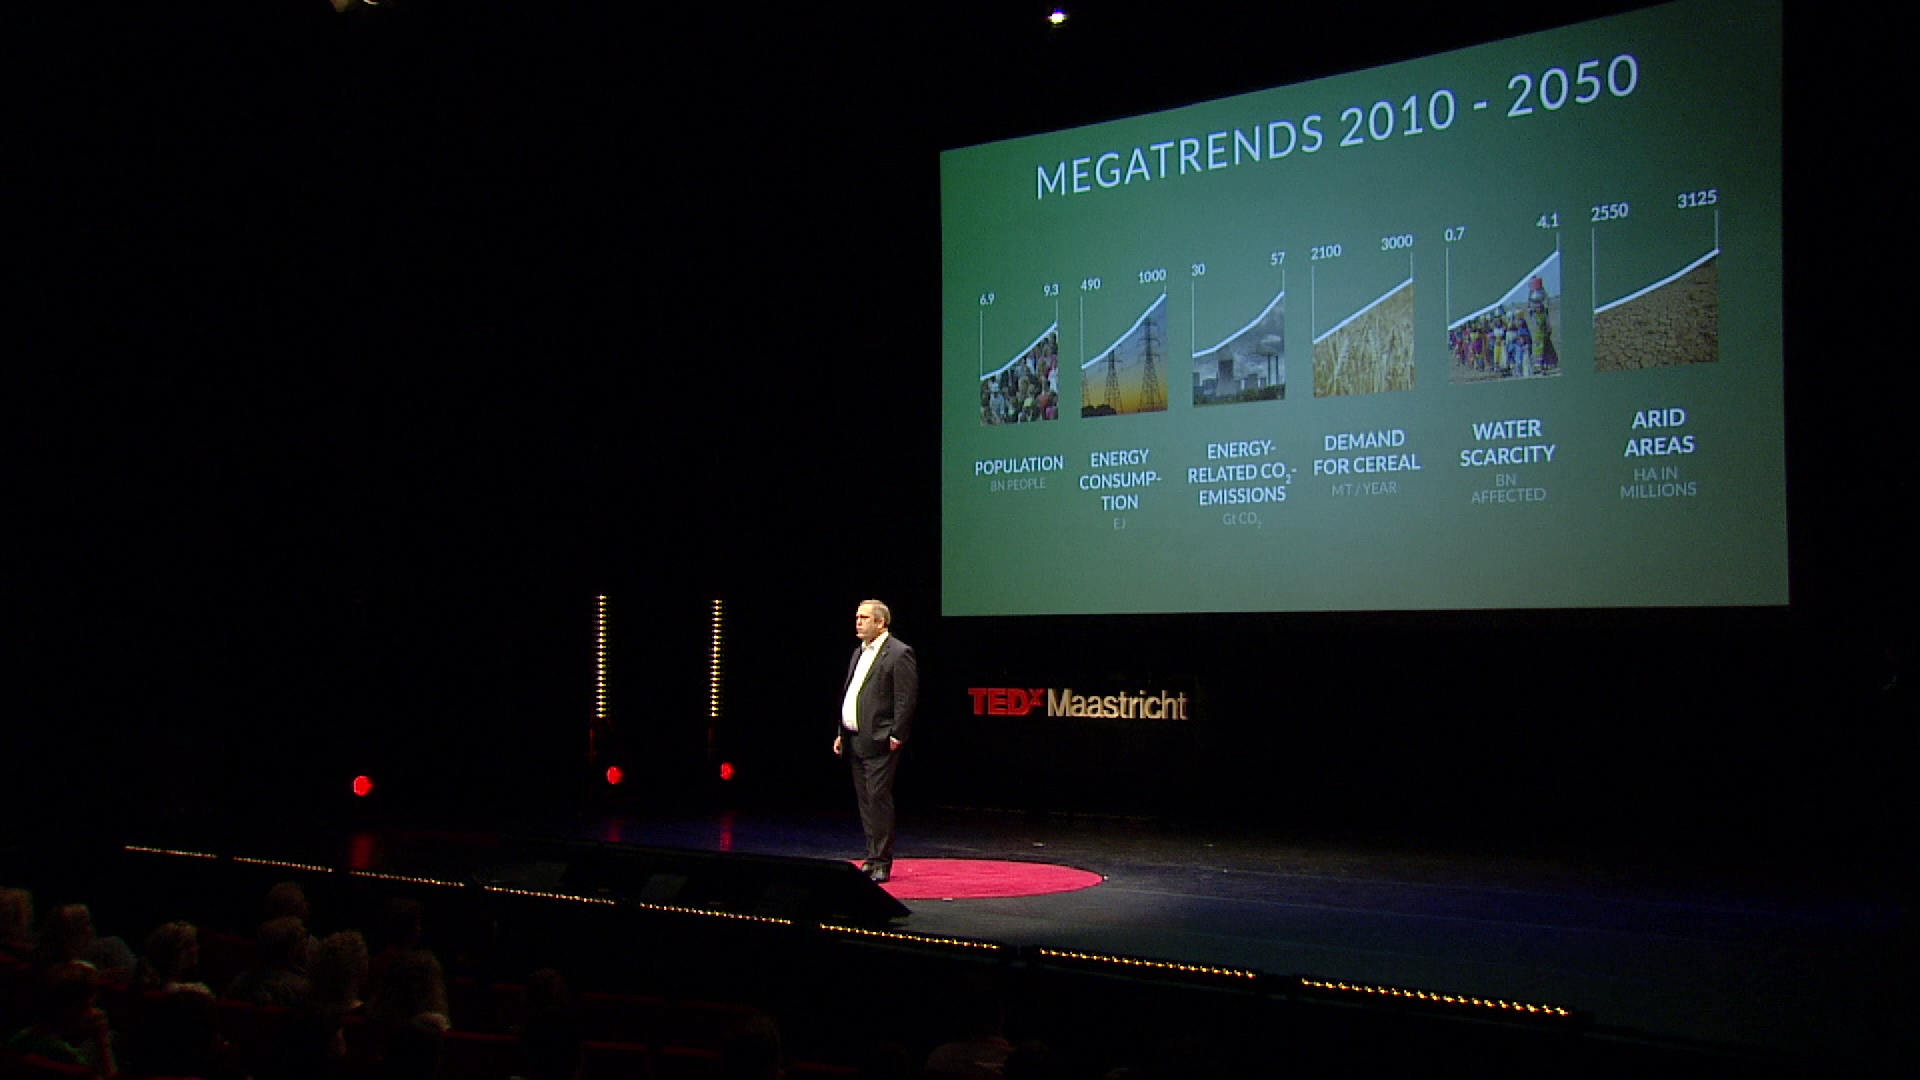 MEGATRENDS 2010 - 2050
6.9 9.3
490 1000
30 57
2100 3000
0.7 4.1
2550 3125
POPULATION
BN PEOPLE
ENERGY
CONSUMP-
TION
EJ
ENERGY-
RELATED CO₂-
EMISSIONS
Gt CO₂
DEMAND
FOR CEREAL
MT / YEAR
WATER
SCARCITY
BN
AFFECTED
ARID
AREAS
HA IN
MILLIONS
TEDx Maastricht